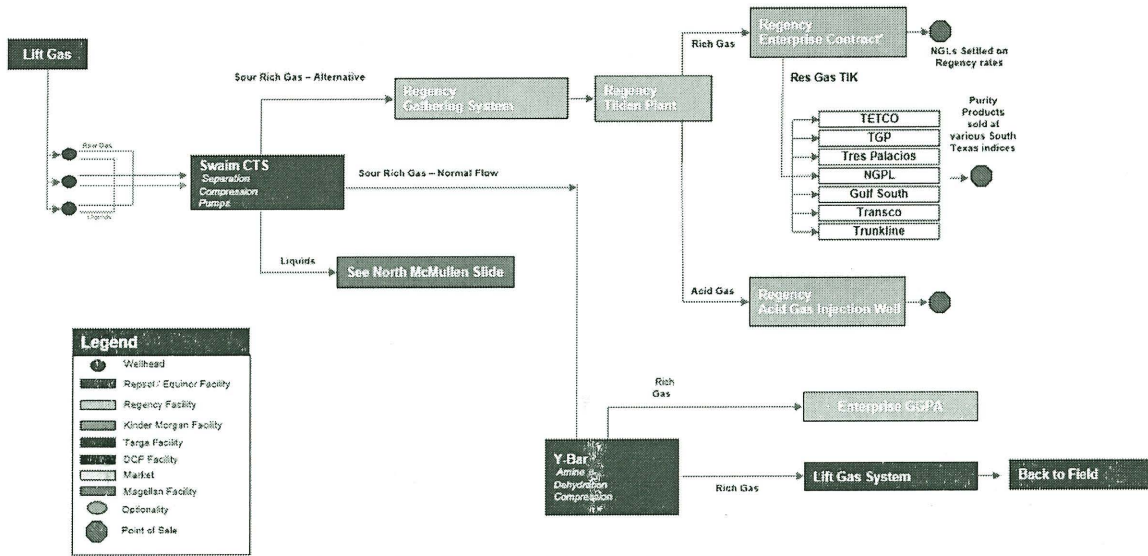 Lift Gas
Raw Gas
Liquids
Swaim CTS
Separation
Compression
Pumps
Sour Rich Gas – Alternative
Sour Rich Gas – Normal Flow
Liquids
See North McMullen Slide
Regency
Gathering System
Regency
Tilden Plant
Rich Gas
Regency
Enterprise Contract*
NGLs Settled on
Regency rates
Res Gas TIK
TETCO
TGP
Tres Palacios
NGPL
Gulf South
Transco
Trunkline
Purity
Products
sold at
various South
Texas indices
Acid Gas
Regency
Acid Gas Injection Well
Rich
Gas
Enterprise GGPA
Y-Bar
Amine
Dehydration
Compression
Rich Gas
Lift Gas System
Back to Field
Legend
Wellhead
Repsol / Equinor Facility
Regency Facility
Kinder Morgan Facility
Targa Facility
DCP Facility
Market
Magellan Facility
Optionality
Point of Sale